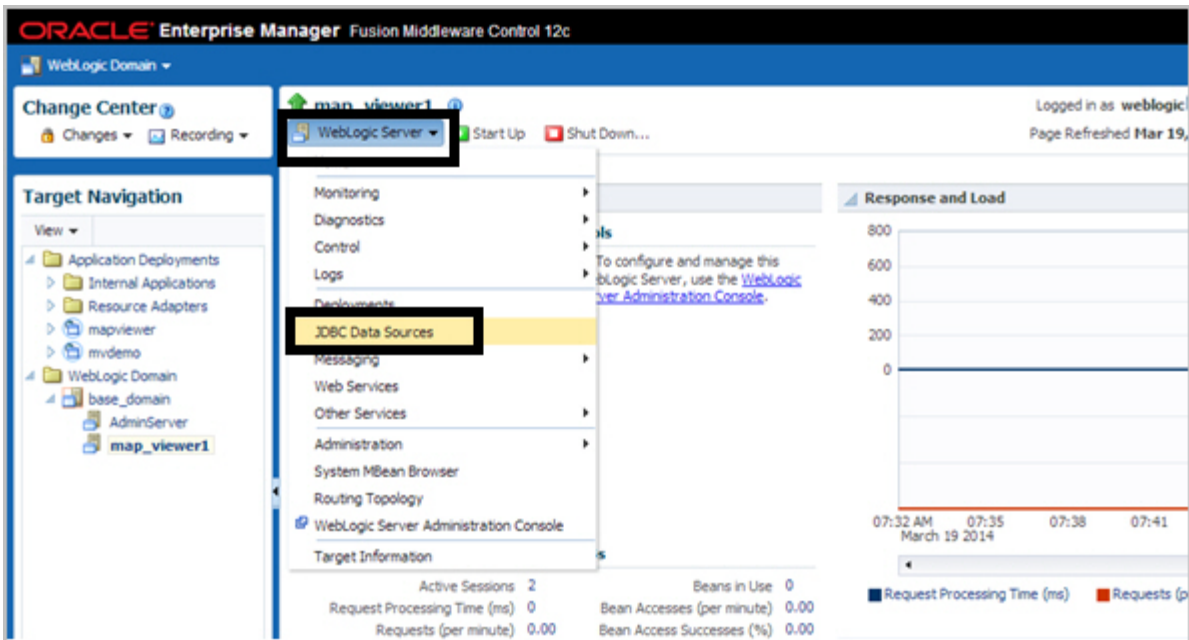 ORACLE Enterprise Manager Fusion Middleware Control 12c
WebLogic Domain
Change Center
Changes
Recording
map_viewer1
Logged in as weblogic
WebLogic Server
Start Up
Shut Down...
Page Refreshed Mar 19,
Target Navigation
View
Application Deployments
Internal Applications
Resource Adapters
mapviewer
mvdemo
WebLogic Domain
base_domain
AdminServer
map_viewer1
Monitoring
Diagnostics
Control
Logs
Deployments
JDBC Data Sources
Messaging
Web Services
Other Services
Administration
System MBean Browser
Routing Topology
WebLogic Server Administration Console
Target Information
To configure and manage this
Logic Server, use the WebLogic
ver Administration Console.
Active Sessions 2
Request Processing Time (ms) 0
Requests (per minute) 0.00
Beans in Use 0
Bean Accesses (per minute) 0.00
Bean Access Successes (%) 0.00
Response and Load
800
600
400
200
0
07:32 AM 07:35 07:38 07:41
March 19 2014
Request Processing Time (ms)
Requests (p